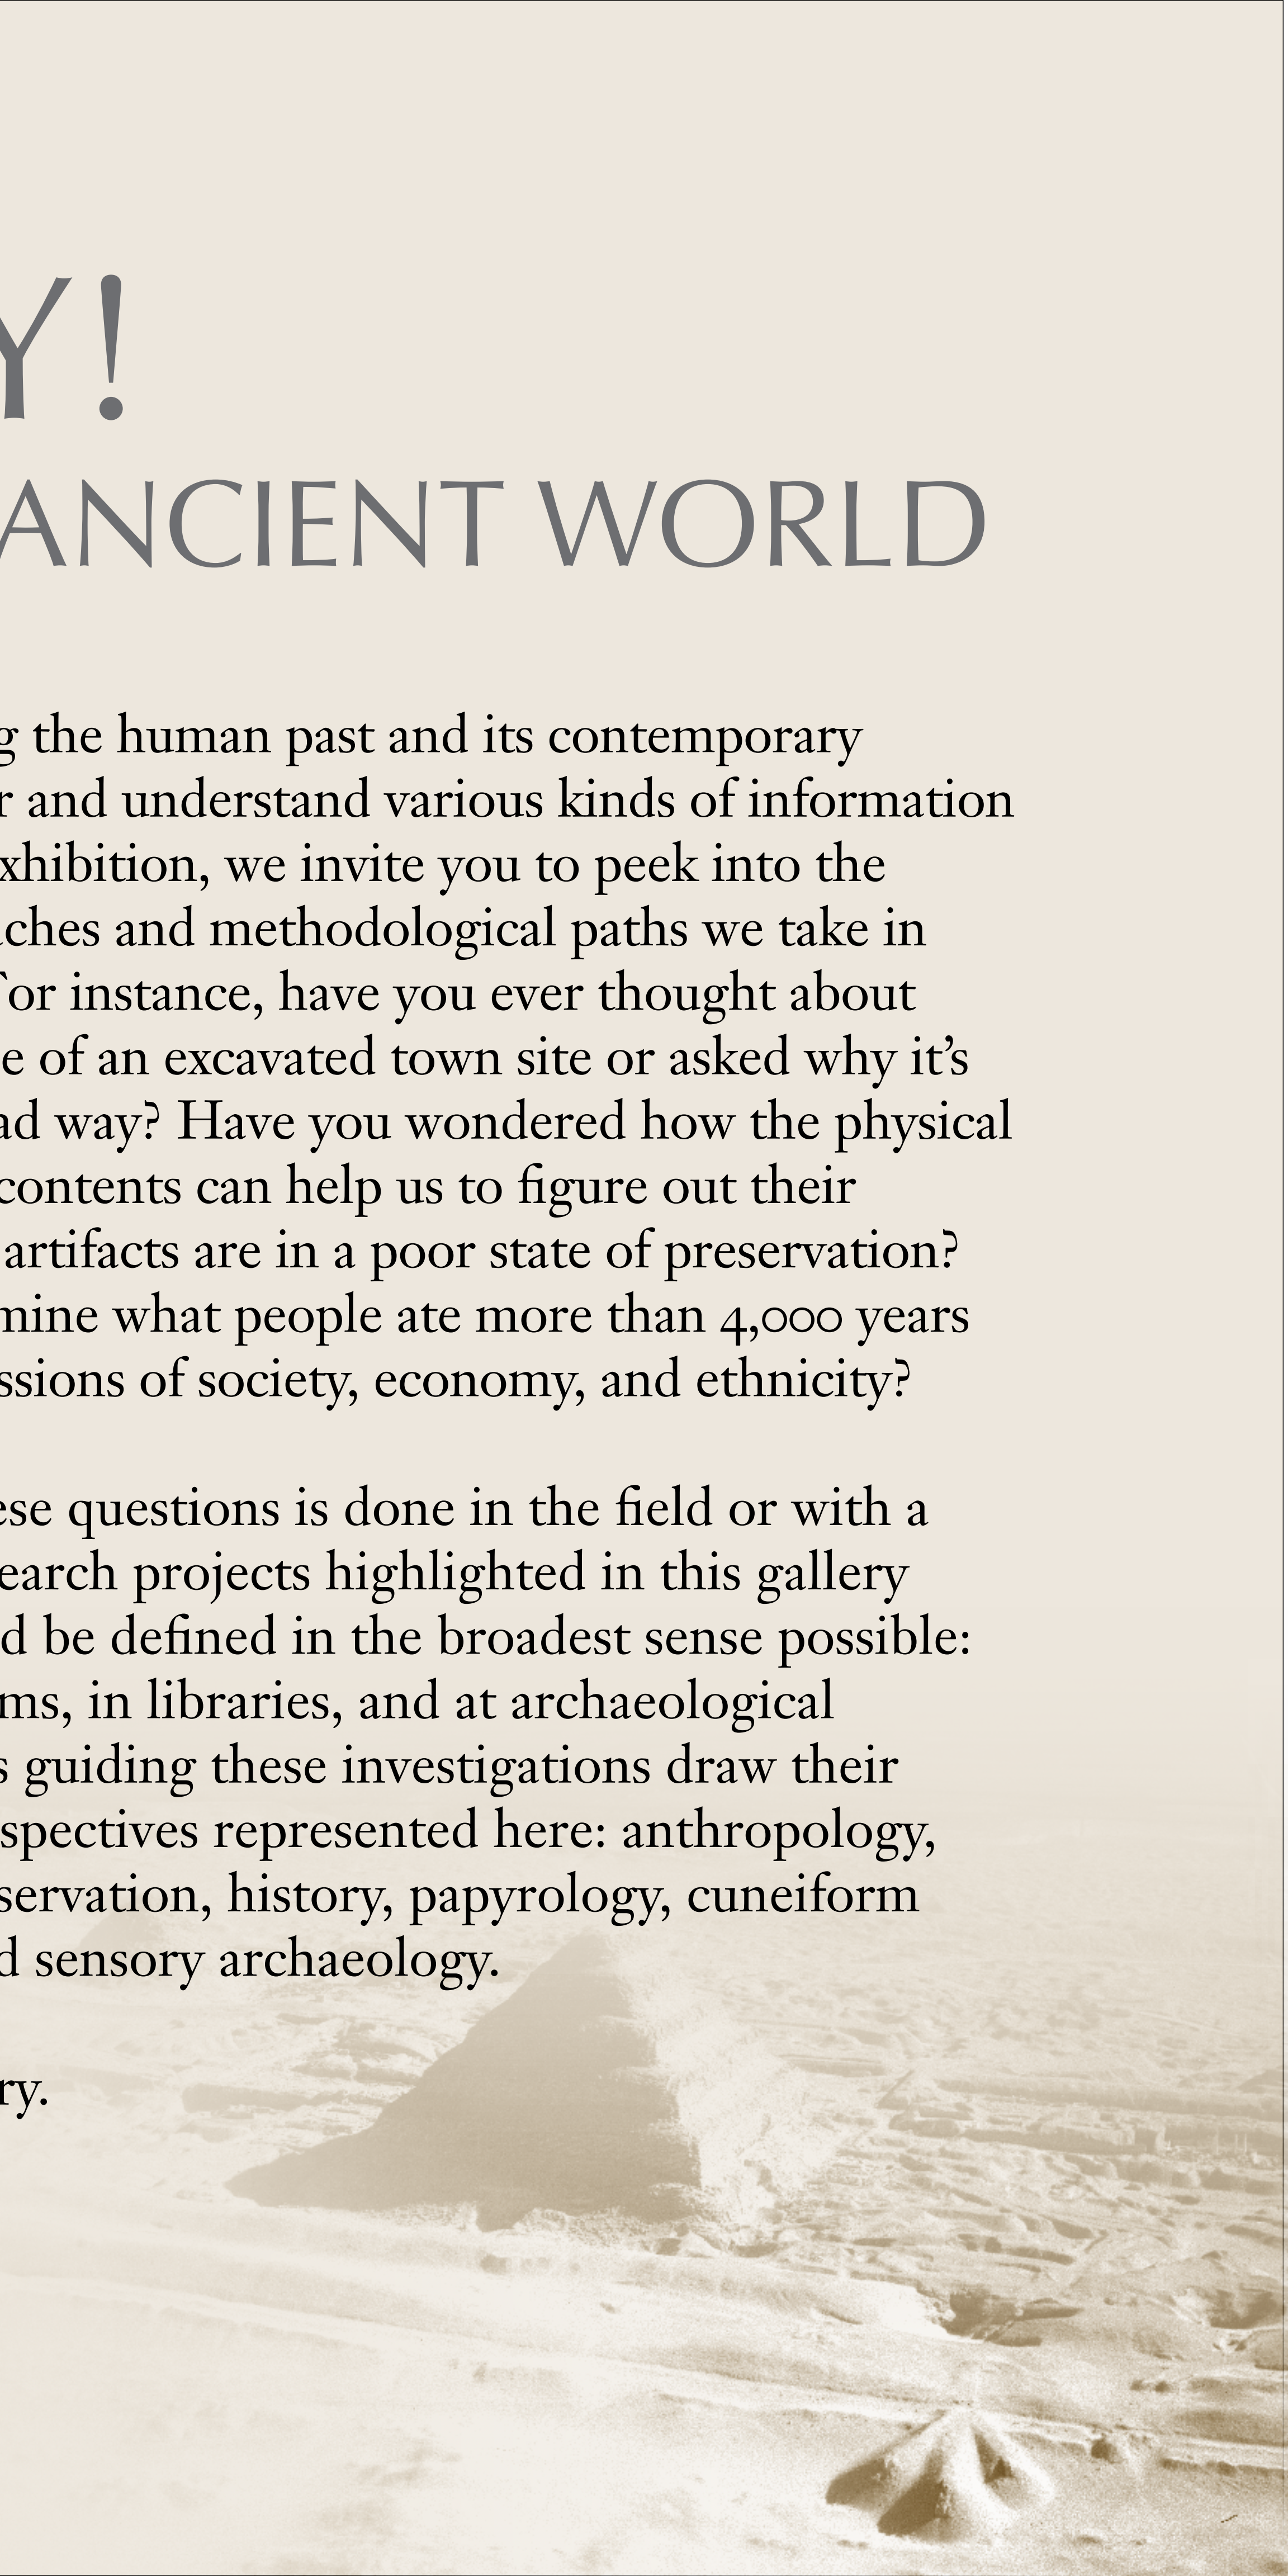 Y!
ANCIENT WORLD
g the human past and its contemporary
r and understand various kinds of information
xhibition, we invite you to peek into the
aches and methodological paths we take in
For instance, have you ever thought about
e of an excavated town site or asked why it’s
ad way? Have you wondered how the physical
contents can help us to figure out their
artifacts are in a poor state of preservation?
mine what people ate more than 4,000 years
ssions of society, economy, and ethnicity?
ese questions is done in the field or with a
earch projects highlighted in this gallery
d be defined in the broadest sense possible:
ms, in libraries, and at archaeological
s guiding these investigations draw their
spectives represented here: anthropology,
servation, history, papyrology, cuneiform
d sensory archaeology.
ry.